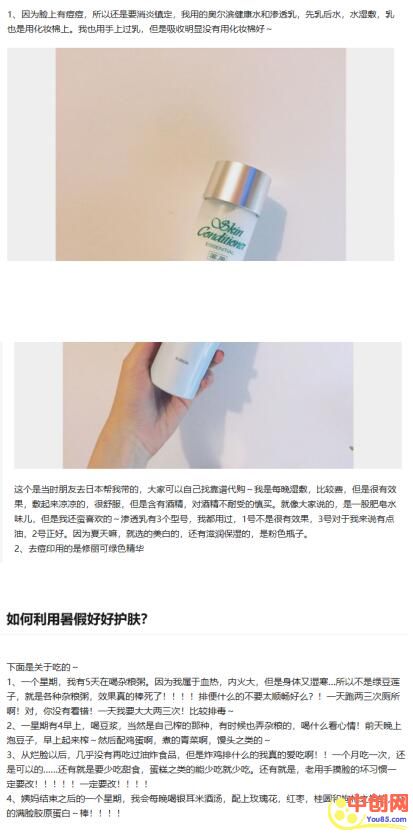 1、因为脸上有痘痘，所以还是要消炎镇定，我用的奥尔滨健康水和渗透乳，先乳后水，水湿敷，乳
也是用化妆棉上。我也用手上过乳，但是吸收明显没有用化妆棉好~
Skin
Conditioner
ESSENTIAL
这个是当时朋友去日本帮我带的，大家可以自己找靠谱代购~我是每晚湿敷，比较费，但是很有效
果，敷起来凉凉的，很舒服，但是含有酒精，对酒精不耐受的慎买。就像大家说的，是一股肥皂水
味儿，但是我还蛮喜欢的~渗透乳有3个型号，我都用过，1号不是很有效果，3号对于我来说有点
油，2号正好。因为夏天嘛，就选的美白的，还有滋润保湿的，是粉色瓶子。
2、去痘印用的是修丽可绿色精华
如何利用暑假好好护肤？
下面是关于吃的~
1、一个星期，我有5天在喝杂粮粥。因为我属于血热，内火大，但是身体又湿寒...所以不是绿豆莲
子，就是各种杂粮粥，效果真的棒死了！！！！排便什么的不要太顺畅好么？！一天跑两三次厕所
啊！对，你没有看错！一天我要大大两三次！比较排毒~
2、一星期有4早上，喝豆浆，当然是自己榨的那种，有时候也弄杂粮的，喝什么看心情！前天晚上
泡豆子，早上起来榨~然后配鸡蛋啊，煮的青菜啊，馒头之类的~
3、从烂脸以后，几乎没有再吃过油炸食品，但是炸鸡排什么的我真的爱吃啊！！一个月吃一次，还
是可以的......还有就是要少吃甜食，蛋糕之类的能少吃就少吃。还有就是，老用手摸脸的坏习惯一
定要改！！！！！一定要改！！！！
4、姨妈结束之后的一个星期，我会每晚喝银耳米酒汤，配上玫瑰花，红枣，桂圆
的满脸胶原蛋白~棒！！！！
中创网
You85.com